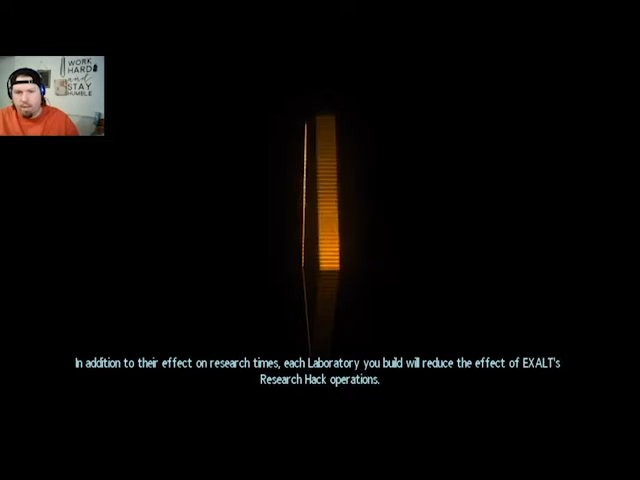 WORK
HARD
and
STAY
HUMBLE
In addition to their effect on research times, each Laboratory you build will reduce the effect of EXALT's
Research Hack operations.